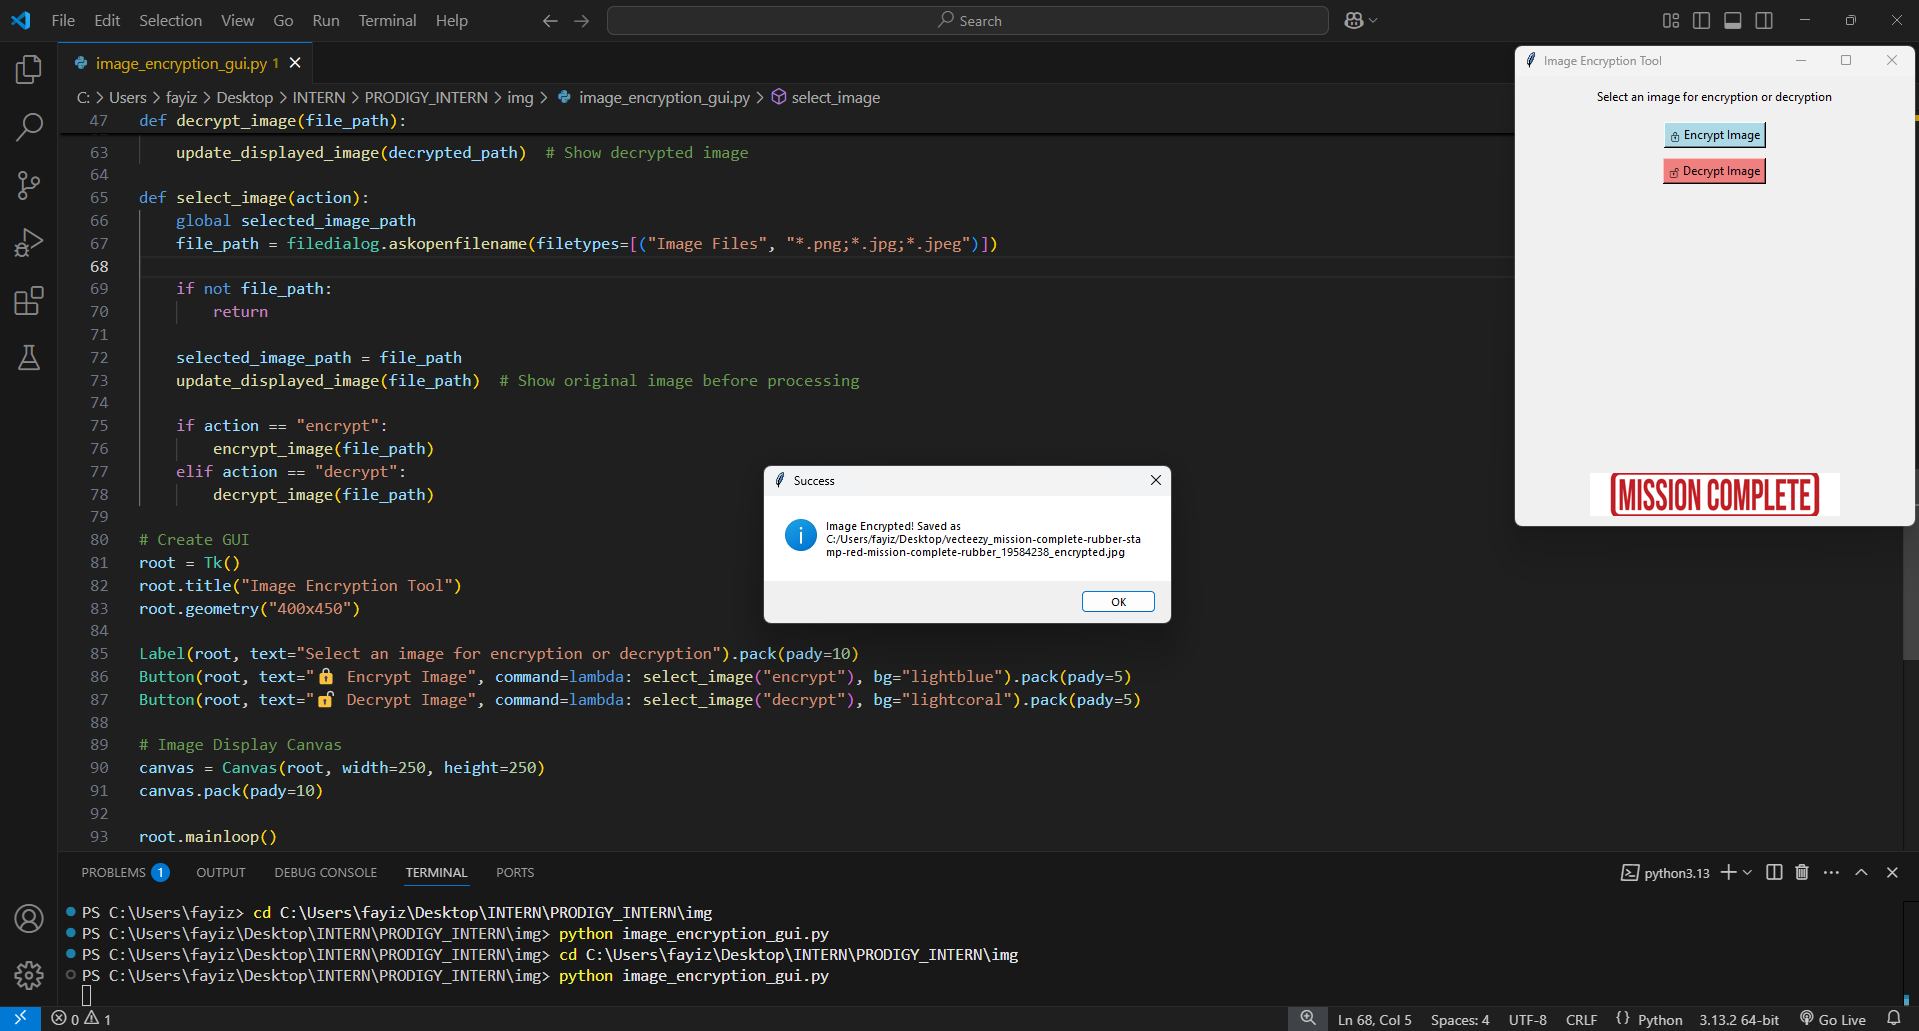 File Edit Selection View Go Run Terminal Help
Search
image_encryption_gui.py 1
C: > Users > fayiz > Desktop > INTERN > PRODIGY_INTERN > img > image_encryption_gui.py > select_image
47 def decrypt_image(file_path):
63 update_displayed_image(decrypted_path) # Show decrypted image
64
65 def select_image(action):
66 global selected_image_path
67 file_path = filedialog.askopenfilename(filetypes=[("Image Files", "*.png;*.jpg;*.jpeg")])
68
69 if not file_path:
70 return
71
72 selected_image_path = file_path
73 update_displayed_image(file_path) # Show original image before processing
74
75 if action == "encrypt":
76 encrypt_image(file_path)
77 elif action == "decrypt":
78 decrypt_image(file_path)
79
80 # Create GUI
81 root = Tk()
82 root.title("Image Encryption Tool")
83 root.geometry("400x450")
84
85 Label(root, text="Select an image for encryption or decryption").pack(pady=10)
86 Button(root, text="🔒 Encrypt Image", command=lambda: select_image("encrypt"), bg="lightblue").pack(pady=5)
87 Button(root, text="🔓 Decrypt Image", command=lambda: select_image("decrypt"), bg="lightcoral").pack(pady=5)
88
89 # Image Display Canvas
90 canvas = Canvas(root, width=250, height=250)
91 canvas.pack(pady=10)
92
93 root.mainloop()
Image Encryption Tool
Select an image for encryption or decryption
🔒 Encrypt Image
🔓 Decrypt Image
MISSION COMPLETE
Success
Image Encrypted! Saved as
C:/Users/fayiz/Desktop/vecteezy_mission-complete-rubber-sta
mp-red-mission-complete-rubber_19584238_encrypted.jpg
OK
PROBLEMS 1 OUTPUT DEBUG CONSOLE TERMINAL PORTS
python3.13
PS C:\Users\fayiz> cd C:\Users\fayiz\Desktop\INTERN\PRODIGY_INTERN\img
PS C:\Users\fayiz\Desktop\INTERN\PRODIGY_INTERN\img> python image_encryption_gui.py
PS C:\Users\fayiz\Desktop\INTERN\PRODIGY_INTERN\img> cd C:\Users\fayiz\Desktop\INTERN\PRODIGY_INTERN\img
PS C:\Users\fayiz\Desktop\INTERN\PRODIGY_INTERN\img> python image_encryption_gui.py
0 1 Ln 68, Col 5 Spaces: 4 UTF-8 CRLF {} Python 3.13.2 64-bit Go Live